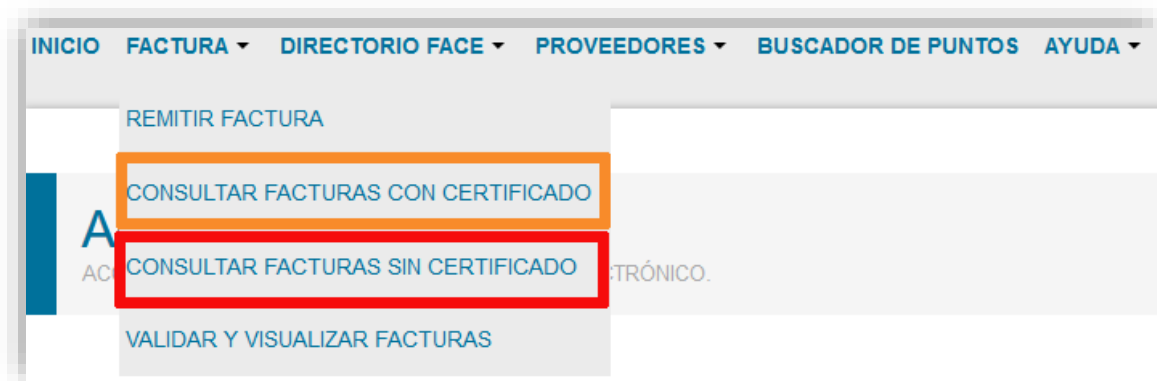 INICIO FACTURA DIRECTORIO FACE PROVEEDORES BUSCADOR DE PUNTOS AYUDA
REMITIR FACTURA
CONSULTAR FACTURAS CON CERTIFICADO
CONSULTAR FACTURAS SIN CERTIFICADO
VALIDAR Y VISUALIZAR FACTURAS